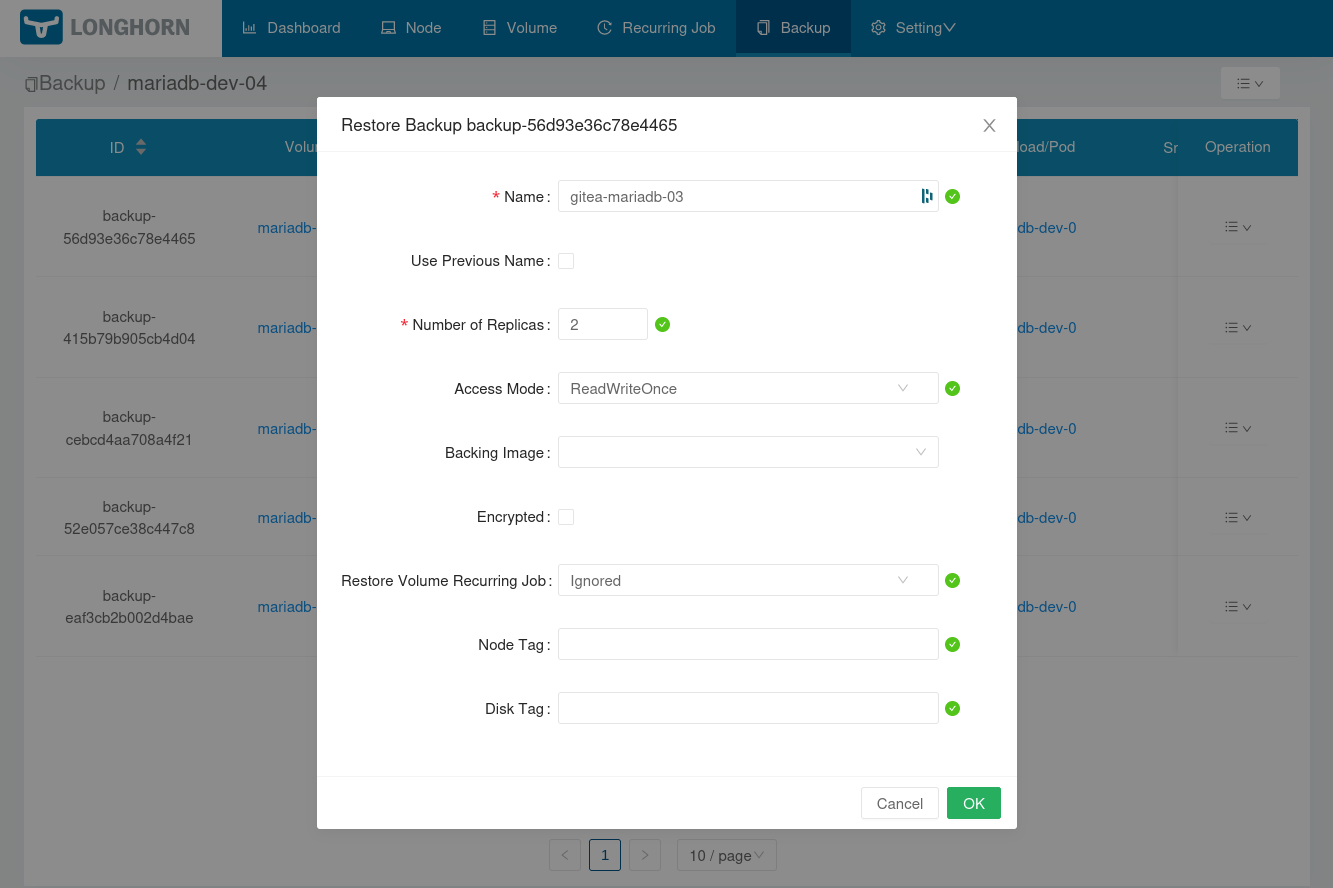 LONGHORN
Dashboard
Node
Volume
Recurring Job
Backup
Setting
Backup / mariadb-dev-04
Restore Backup backup-56d93e36c78e4465
ID
Volu
load/Pod
Sr
Operation
* Name :
gitea-mariadb-03
backup-
56d93e36c78e4465
mariadb-
db-dev-0
Use Previous Name :
* Number of Replicas :
2
backup-
415b79b905cb4d04
mariadb-
db-dev-0
Access Mode :
ReadWriteOnce
backup-
cebcd4aa708a4f21
mariadb-
db-dev-0
Backing Image :
Encrypted :
backup-
52e057ce38c447c8
mariadb-
db-dev-0
Restore Volume Recurring Job :
Ignored
backup-
eaf3cb2b002d4bae
mariadb-
db-dev-0
Node Tag :
Disk Tag :
Cancel
OK
< 1 >
10 / page